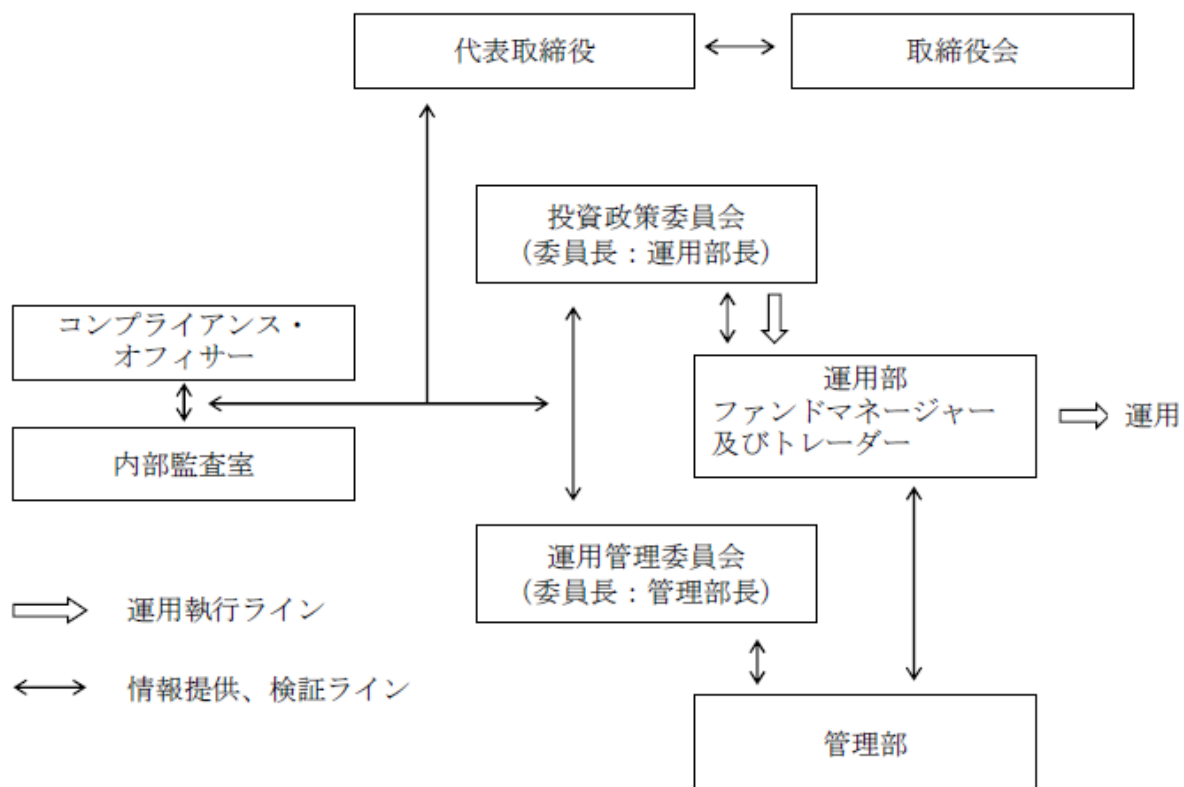 代表取締役
取締役会
投資政策委員会
（委員長：運用部長）
コンプライアンス・
オフィサー
内部監査室
運用部
ファンドマネージャー
及びトレーダー
運用
運用管理委員会
（委員長：管理部長）
運用執行ライン
情報提供、検証ライン
管理部